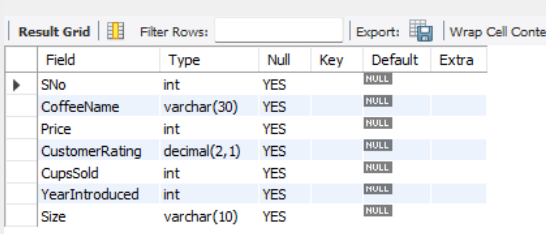 Result Grid Filter Rows: Export: Wrap Cell Conte
Field Type Null Key Default Extra
SNo int YES NULL
CoffeeName varchar(30) YES NULL
Price int YES NULL
CustomerRating decimal(2,1) YES NULL
CupsSold int YES NULL
YearIntroduced int YES NULL
Size varchar(10) YES NULL